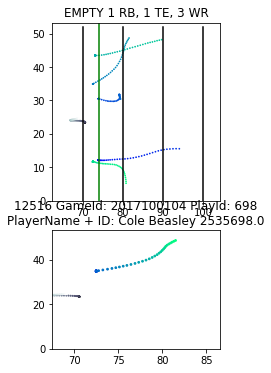 EMPTY 1 RB, 1 TE, 3 WR
50
40
30
20
10
0
70 80 90 100
12516 GameId: 2017100104 PlayId: 698
PlayerName + ID: Cole Beasley 2535698.0
40
20
0
70 75 80 85